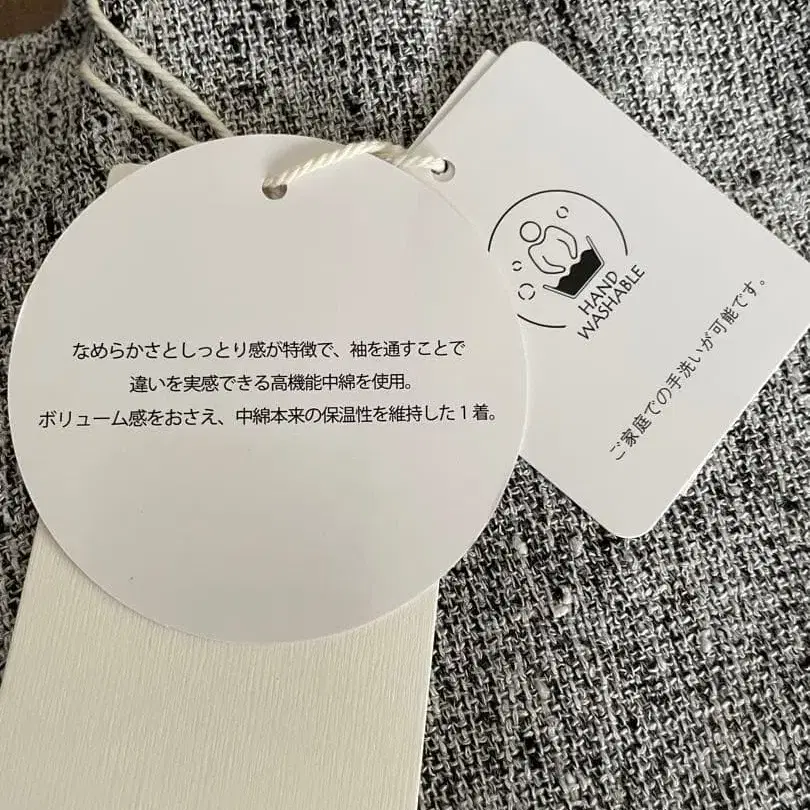 なめらかさとしっとり感が特徴で、袖を通すことで
違いを実感できる高機能中綿を使用。
ボリューム感をおさえ、中綿本来の保温性を維持した1着。
HAND
WASHABLE
ご家庭での手洗いが可能です。